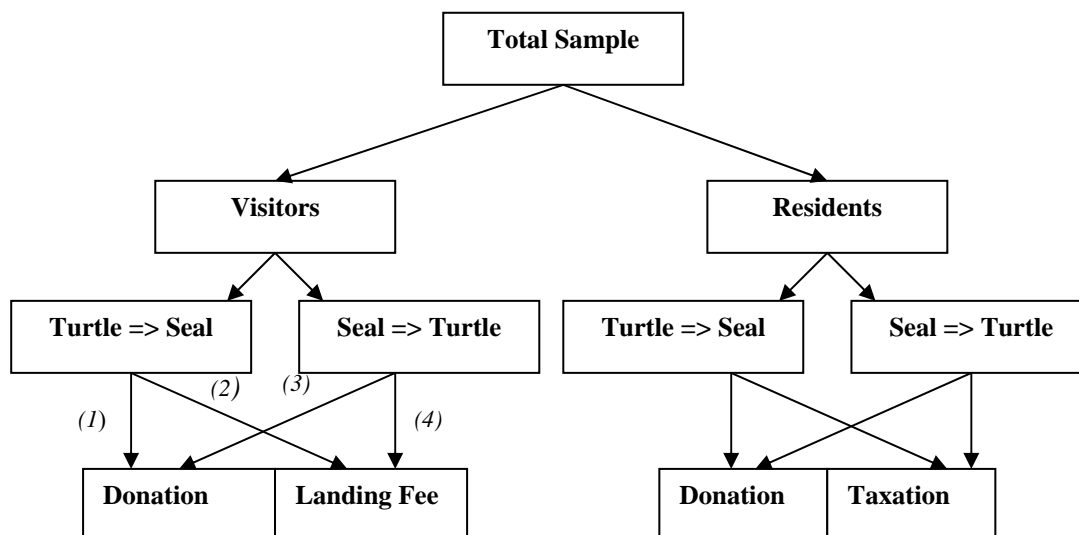 Total Sample
Visitors
Residents
Turtle => Seal
Seal => Turtle
Turtle => Seal
Seal => Turtle
(1)
(2)
(3)
(4)
Donation
Landing Fee
Donation
Taxation